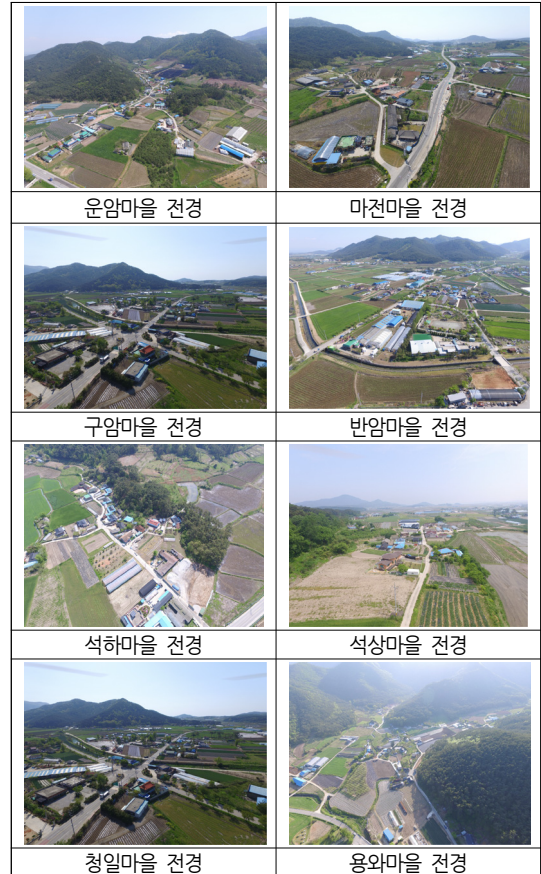 운암마을 전경
마전마을 전경
구암마을 전경
반암마을 전경
석하마을 전경
석상마을 전경
청일마을 전경
용와마을 전경